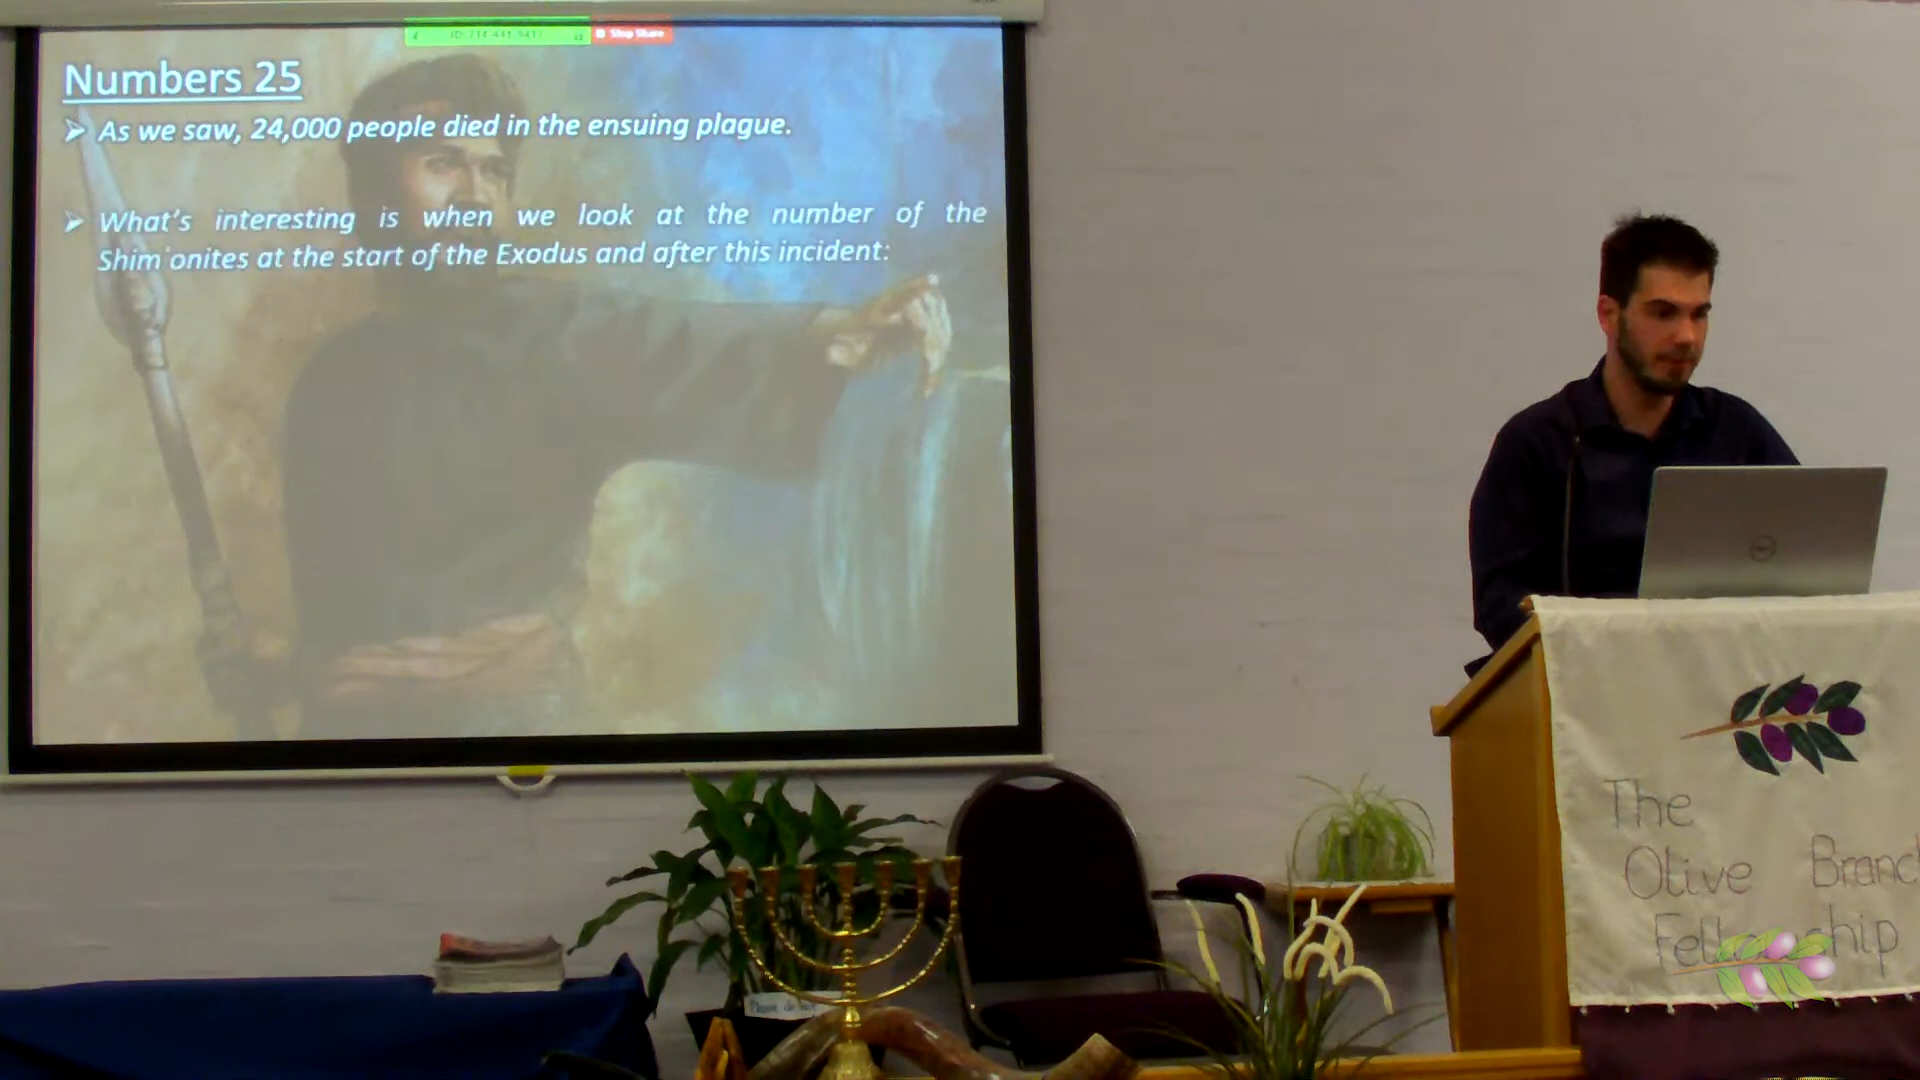 Stop Share
Numbers 25
➢ As we saw, 24,000 people died in the ensuing plague.
➢ What's interesting is when we look at the number of the
Shim'onites at the start of the Exodus and after this incident:
DELL
The
Olive Branch
Fellowship